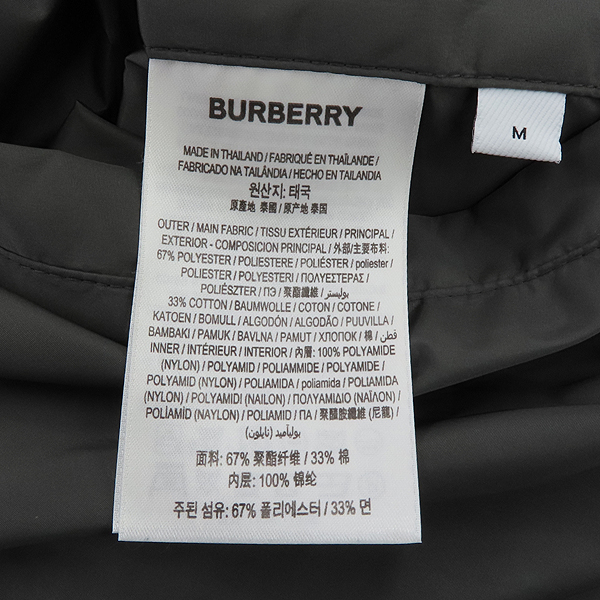 BURBERRY
M
MADE IN THAILAND / FABRIQUÉ EN THAÏLANDE /
FABRICADO NA TAILÂNDIA / HECHO EN TAILANDIA
원산지: 태국
原產地 泰國 / 原产地 泰国
OUTER / MAIN FABRIC / TISSU EXTÉRIEUR / PRINCIPAL /
EXTERIOR - COMPOSICION PRINCIPAL / 外部/主要布料:
67% POLYESTER / POLIESTERE / POLIÉSTER / poliester /
POLIESTER / POLYESTERI / ΠΟΛΥΕΣΤΕΡΑΣ /
POLIÉSZTER / ПЭ / 聚酯纖維 / بوليستر
33% COTTON / BAUMWOLLE / COTON / COTONE /
KATOEN / BOMULL / ALGODÓN / ALGODÃO / PUUVILLA /
BAMBAKI / PAMUK / BAVLNA / PAMUT / ХЛОПОК / 棉 / قطن
INNER / INTÉRIEUR / INTERIOR / 內層: 100% POLYAMIDE
(NYLON) / POLYAMID / POLIAMMIDE / POLYAMIDE /
POLYAMID (NYLON) / POLIAMIDA / poliamida / POLIAMIDA
(NYLON) / POLYAMIDI (NAILON) / ΠΟΛΥΑΜΙΔΙΟ (ΝΑΪΛΟΝ) /
POLÍAMÍD (NAYLON) / POLIAMID / ПА / 聚醯胺纖維 (尼龍) /
بوليأميد (نايلون)
面料: 67% 聚酯纤维 / 33% 棉
内层: 100% 锦纶
주된 섬유: 67% 폴리에스터 / 33% 면